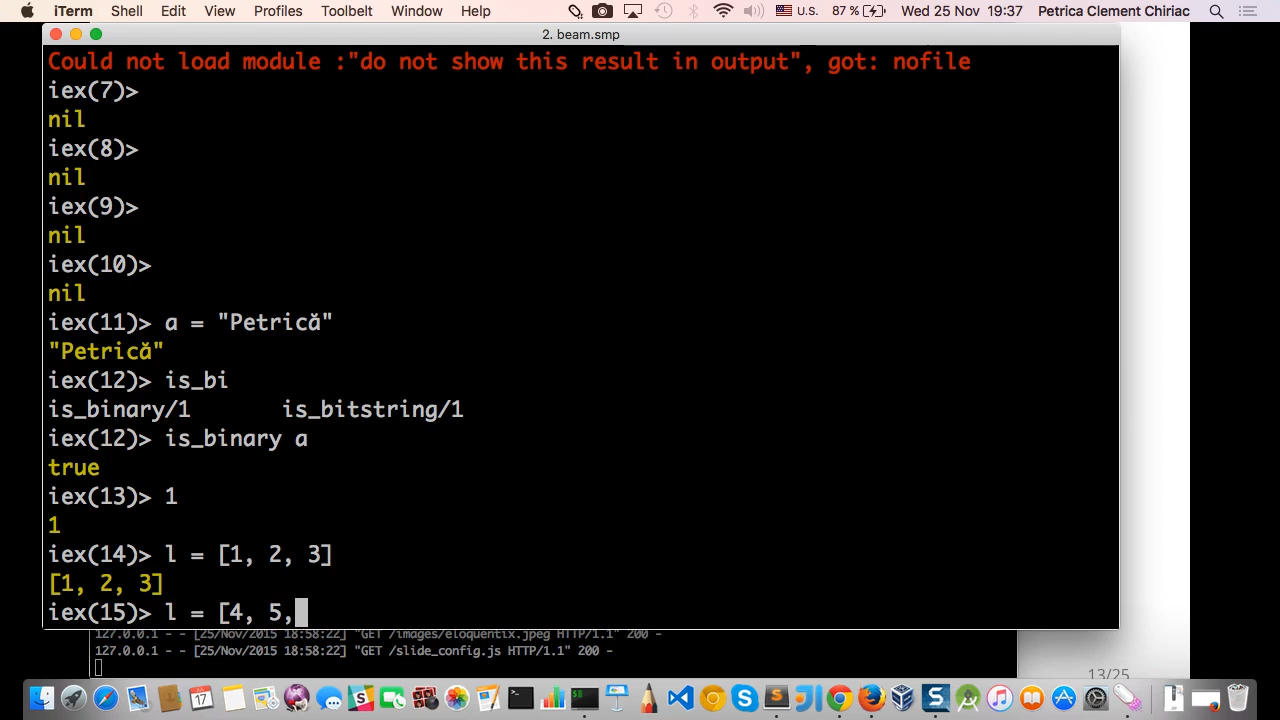 iTerm Shell Edit View Profiles Toolbelt Window Help U.S. 87 % Wed 25 Nov 19:37 Petrica Clement Chiriac
2. beam.smp
Could not load module :"do not show this result in output", got: nofile
iex(7)>
nil
iex(8)>
nil
iex(9)>
nil
iex(10)>
nil
iex(11)> a = "Petrică"
"Petrică"
iex(12)> is_bi
is_binary/1 is_bitstring/1
iex(12)> is_binary a
true
iex(13)> 1
1
iex(14)> l = [1, 2, 3]
[1, 2, 3]
iex(15)> l = [4, 5,
127.0.0.1 - - [25/Nov/2015 18:58:22] "GET /images/eloquentix.jpeg HTTP/1.1" 200 -
127.0.0.1 - - [25/Nov/2015 18:58:22] "GET /slide_config.js HTTP/1.1" 200 -
13/25
17